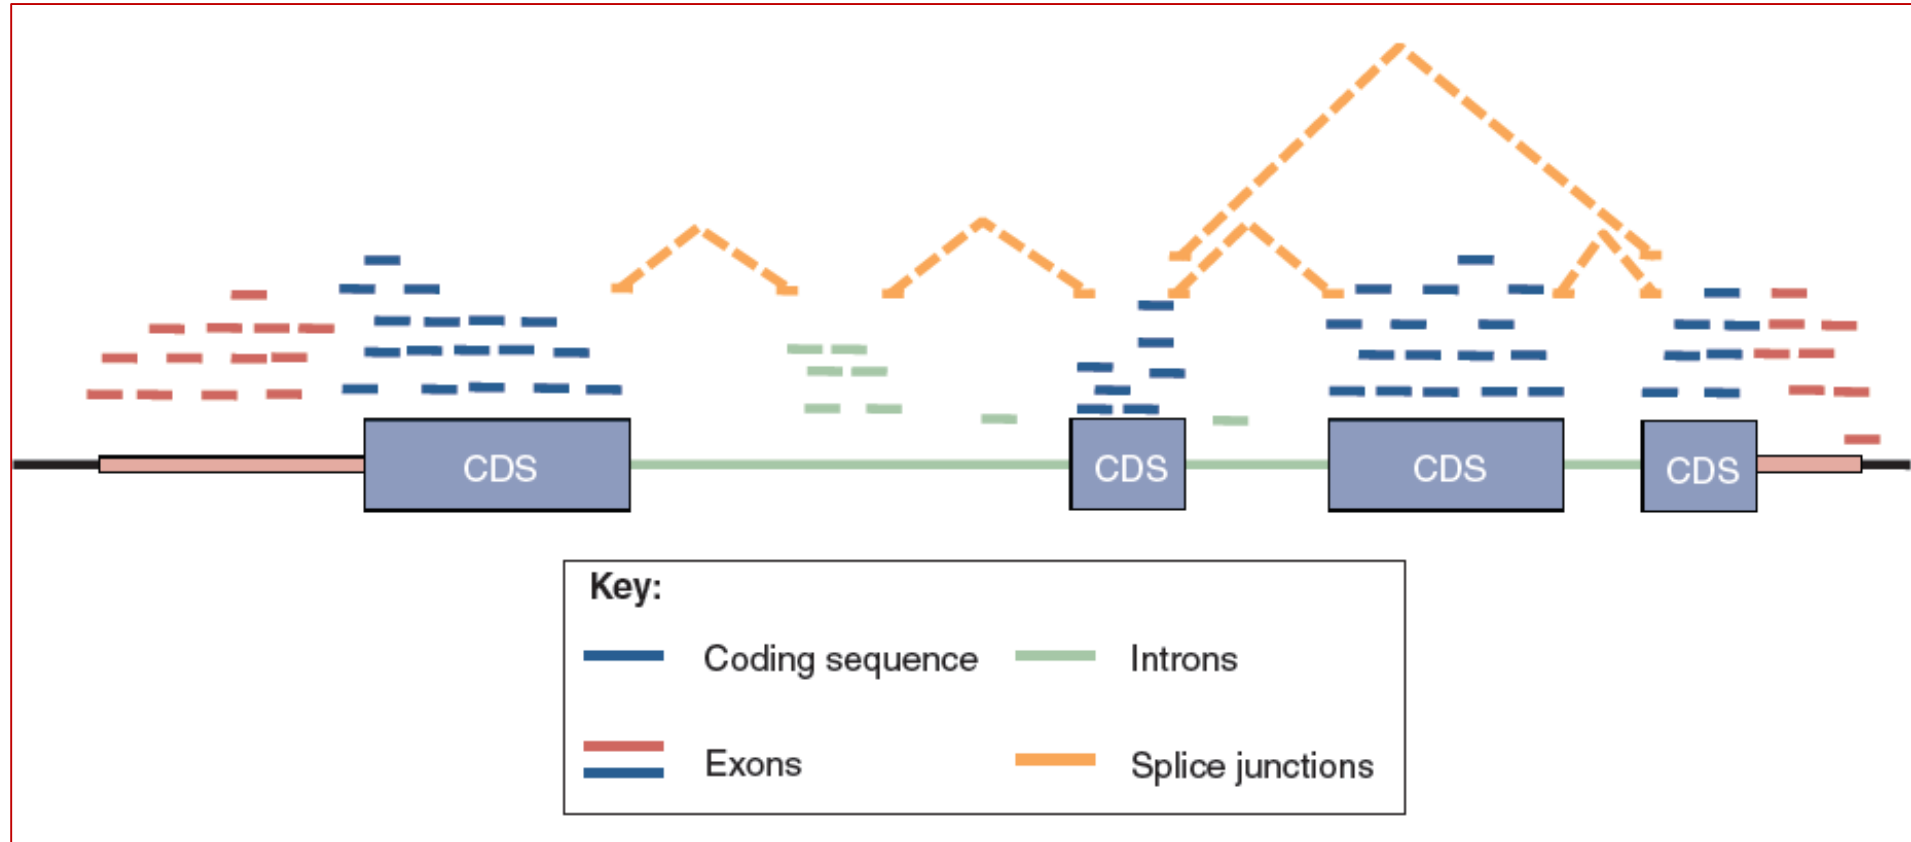 CDS
CDS
CDS
CDS
Key:
Coding sequence
Introns
Exons
Splice junctions